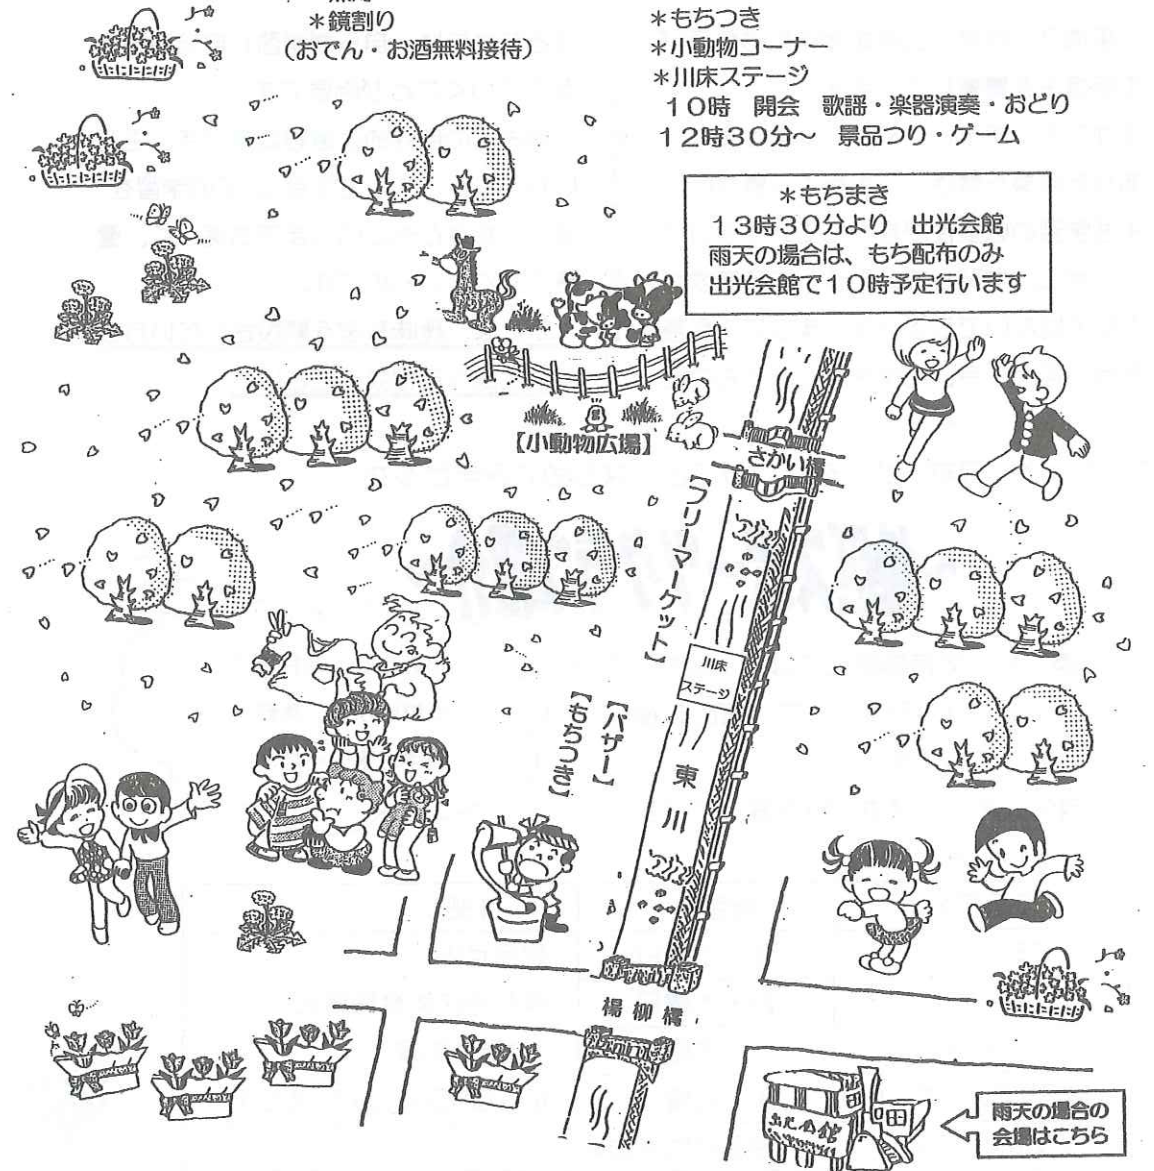 ＊鏡割り
（おでん・お酒無料接待）
＊もちつき
＊小動物コーナー
＊川床ステージ
１０時　開会　歌謡・楽器演奏・おどり
１２時３０分～　景品つり・ゲーム
＊もちまき
１３時３０分より　出光会館
雨天の場合は、もち配布のみ
出光会館で１０時予定行います
【小動物広場】
さかい橋
【フリーマーケット】
川床
ステージ
【バザー】
【もちつき】
東川
楊柳橋
出光会館
雨天の場合の
会場はこちら